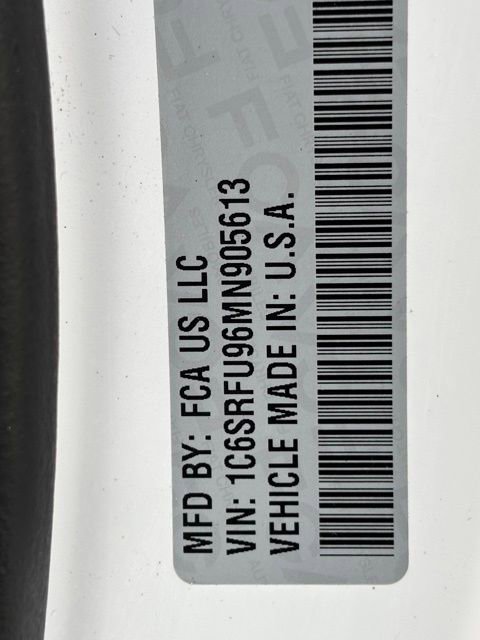 MFD BY: FCA US LLC
VIN: 1C6SRFU96MN905613
VEHICLE MADE IN: U.S.A.